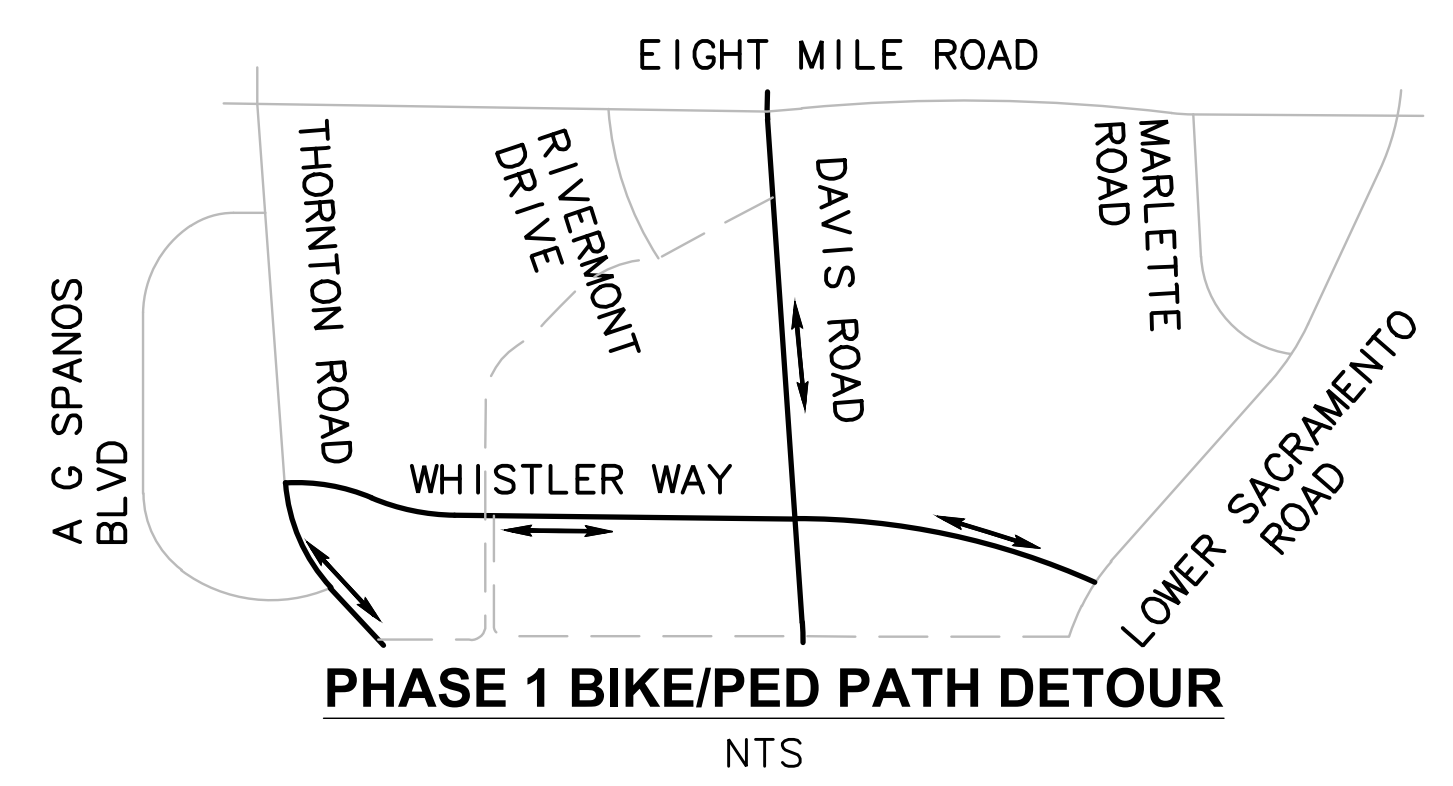 EIGHT MILE ROAD
THORNTON ROAD
RIVERMONT
DRIVE
DAVIS ROAD
MARLETTE
ROAD
A G SPANOS
BLVD
WHISTLER WAY
LOWER SACRAMENTO
ROAD
PHASE 1 BIKE/PED PATH DETOUR
NTS